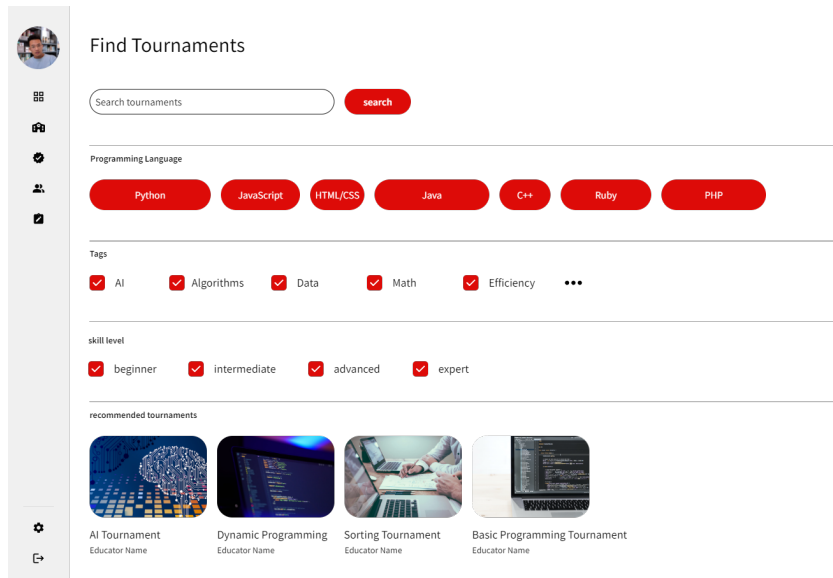 Find Tournaments
Search tournaments search
Programming Language
Python JavaScript HTML/CSS Java C++ Ruby PHP
Tags
AI Algorithms Data Math Efficiency •••
skill level
beginner intermediate advanced expert
recommended tournaments
AI Tournament Dynamic Programming Sorting Tournament Basic Programming Tournament
Educator Name Educator Name Educator Name Educator Name